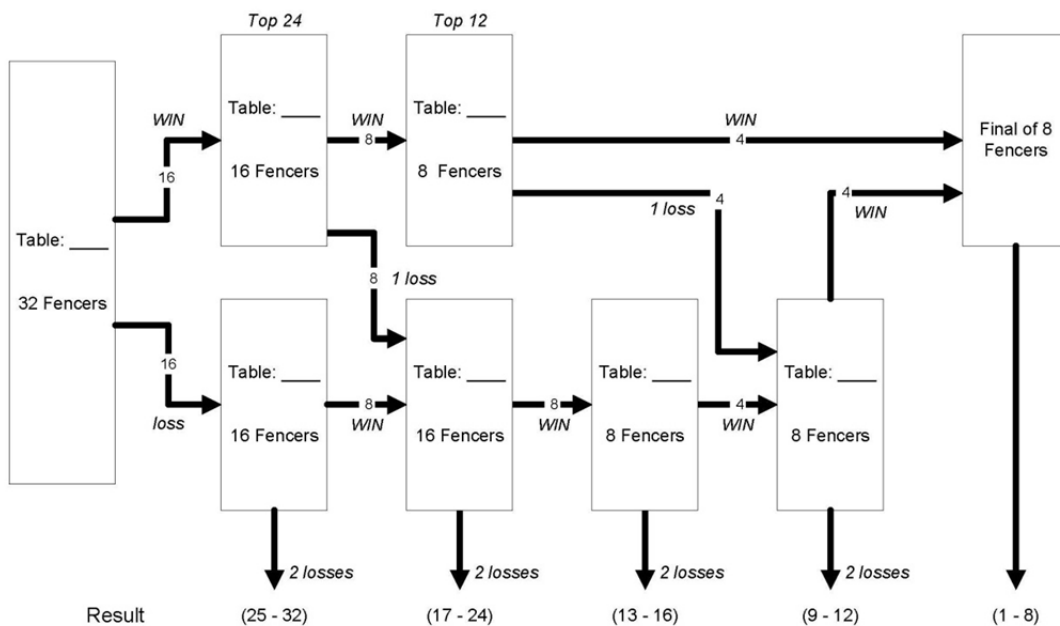 Top 24
Top 12
Table: ____
32 Fencers
WIN
16
16
loss
Table: ____
16 Fencers
WIN
8
8
1 loss
Table: ____
8 Fencers
WIN
4
1 loss
4
4
WIN
Final of 8
Fencers
Table: ____
16 Fencers
8
WIN
Table: ____
16 Fencers
8
WIN
Table: ____
8 Fencers
4
WIN
Table: ____
8 Fencers
2 losses
2 losses
2 losses
2 losses
Result
(25 - 32)
(17 - 24)
(13 - 16)
(9 - 12)
(1 - 8)